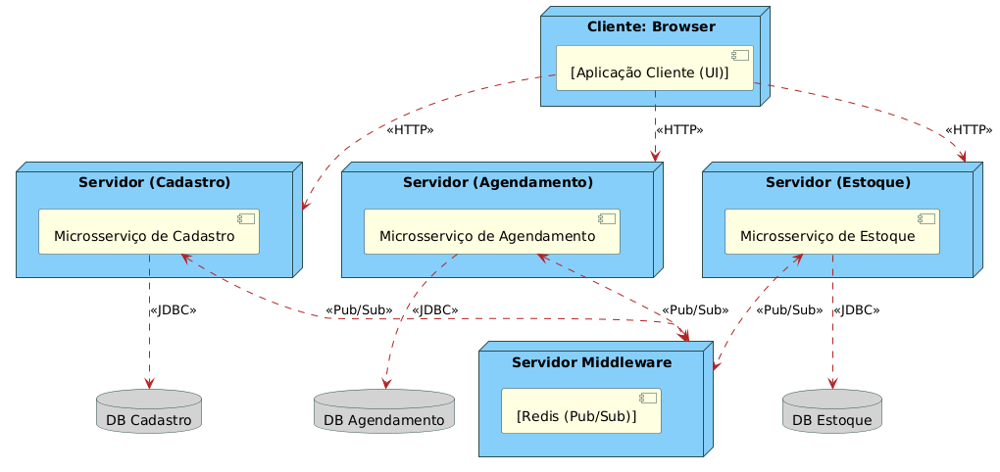 Cliente: Browser
[Aplicação Cliente (UI)]
«HTTP»
«HTTP»
«HTTP»
Servidor (Cadastro)
Servidor (Agendamento)
Servidor (Estoque)
Microsserviço de Cadastro
Microsserviço de Agendamento
Microsserviço de Estoque
«JDBC»
«Pub/Sub»
«JDBC»
«Pub/Sub»
«Pub/Sub»
«JDBC»
Servidor Middleware
[Redis (Pub/Sub)]
DB Cadastro
DB Agendamento
DB Estoque